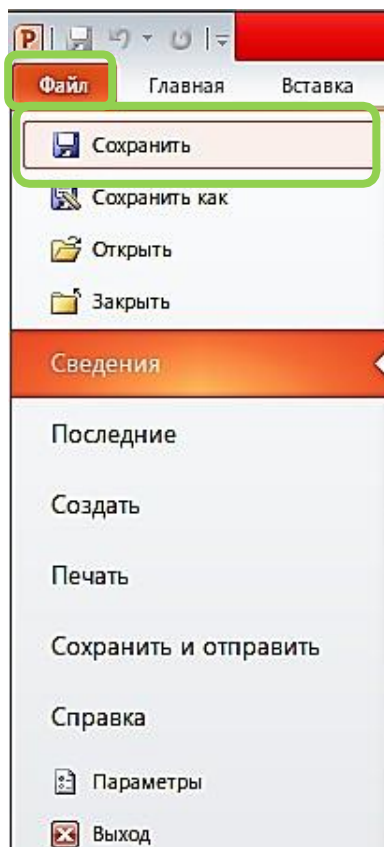 P
Файл Главная Вставка
Сохранить
Сохранить как
Открыть
Закрыть
Сведения
Последние
Создать
Печать
Сохранить и отправить
Справка
Параметры
Выход